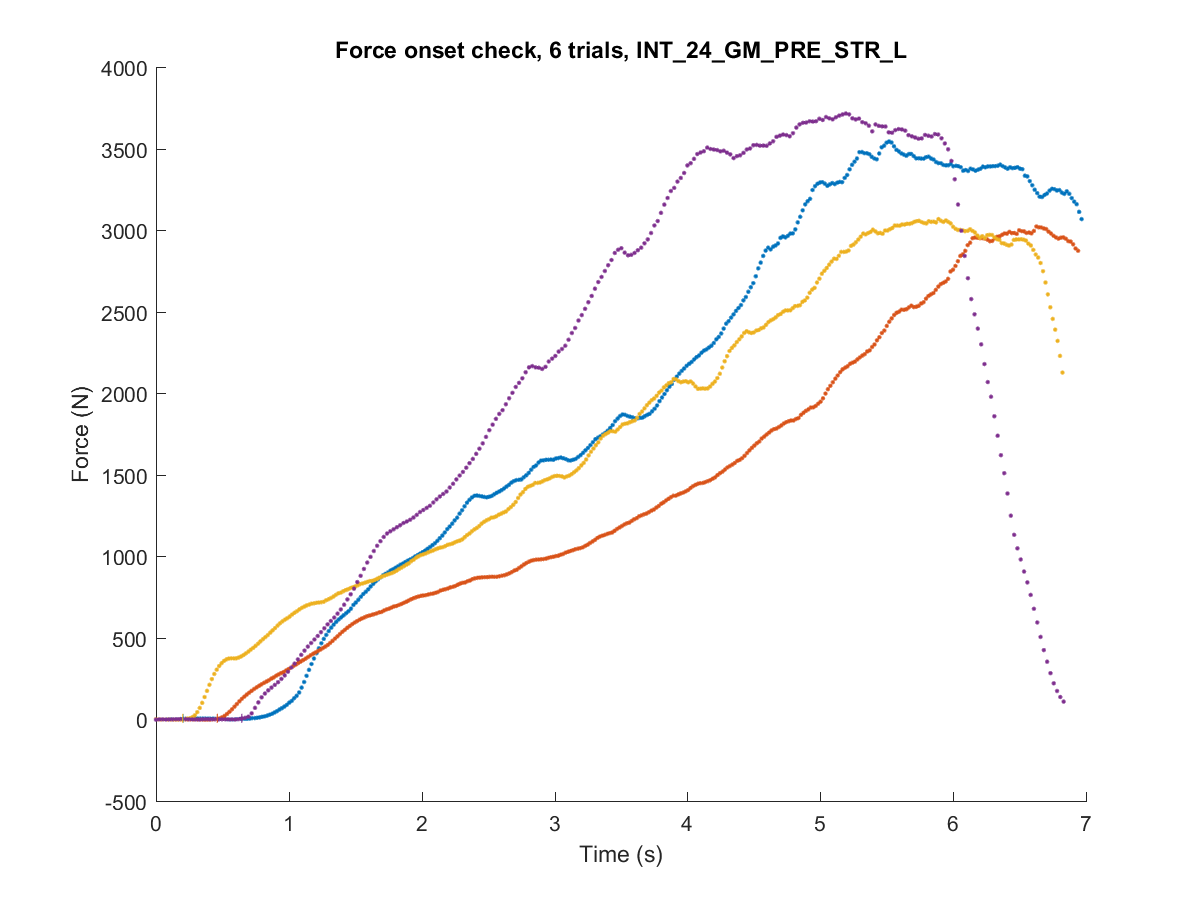 Force onset check, 6 trials, INT_24_GM_PRE_STR_L
4000
3500
3000
2500
2000
1500
1000
500
0
-500
Force (N)
0 1 2 3 4 5 6 7
Time (s)